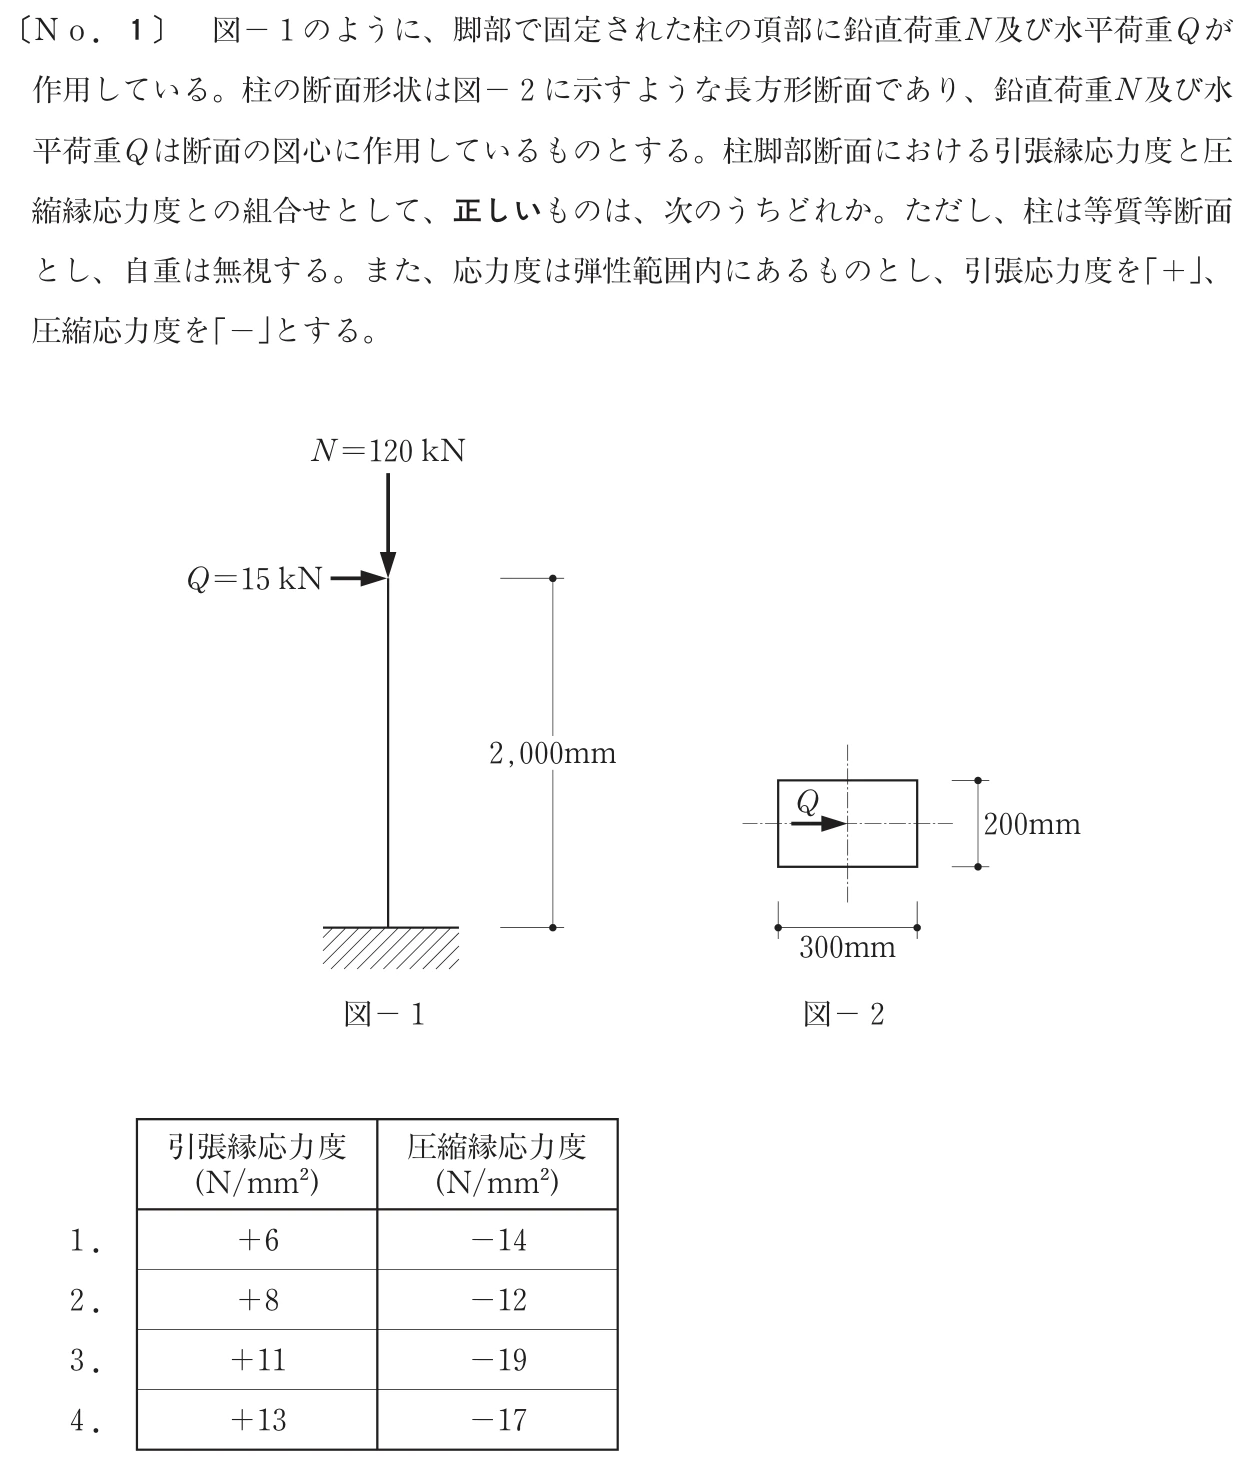 〔Ｎｏ．１〕　図－１のように、脚部で固定された柱の頂部に鉛直荷重N及び水平荷重Qが
作用している。柱の断面形状は図－２に示すような長方形断面であり、鉛直荷重N及び水
平荷重Qは断面の図心に作用しているものとする。柱脚部断面における引張縁応力度と圧
縮縁応力度との組合せとして、正しいものは、次のうちどれか。ただし、柱は等質等断面
とし、自重は無視する。また、応力度は弾性範囲内にあるものとし、引張応力度を「＋」、
圧縮応力度を「－」とする。
N=120 kN
Q=15 kN
2,000mm
Q
200mm
300mm
図－１
図－２
引張縁応力度 圧縮縁応力度
(N/mm²) (N/mm²)
１． +6 －14
２． +8 －12
３． +11 －19
４． +13 －17